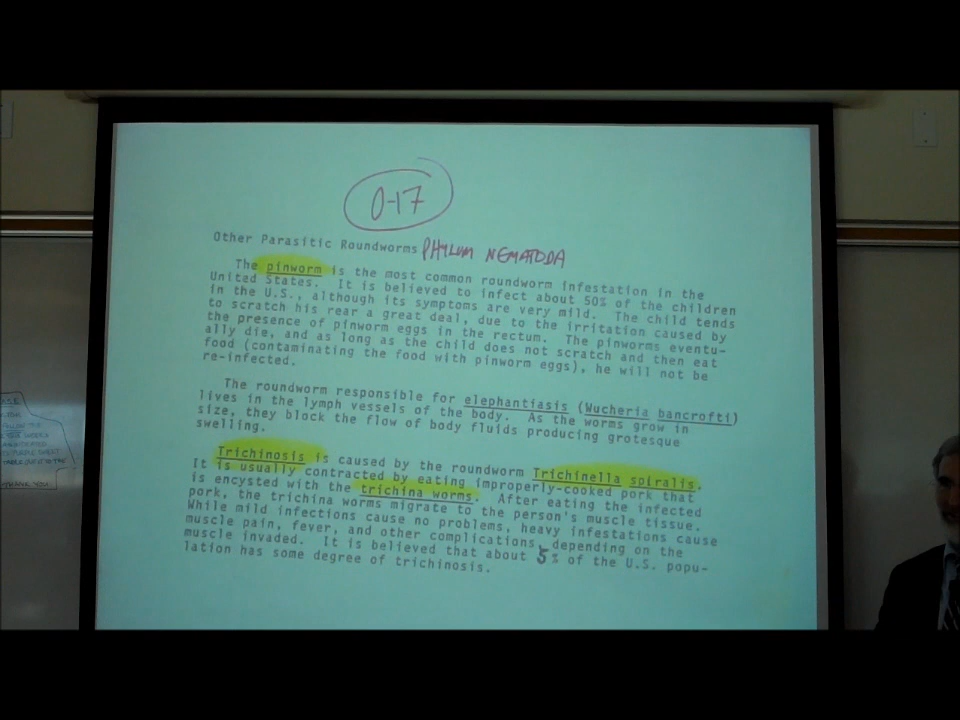 0-17
Other Parasitic Roundworms PHYLUM NEMATODA
The pinworm is the most common roundworm infestation in the
United States. It is believed to infect about 50% of the children
in the U.S., although its symptoms are very mild. The child tends
to scratch his rear a great deal, due to the irritation caused by
the presence of pinworm eggs in the rectum. The pinworms eventu-
ally die, and as long as the child does not scratch and then eat
food (contaminating the food with pinworm eggs), he will not be
re-infected.
The roundworm responsible for elephantiasis (Wucheria bancrofti)
lives in the lymph vessels of the body. As the worms grow in
size, they block the flow of body fluids producing grotesque
swelling.
Trichinosis is caused by the roundworm Trichinella spiralis.
It is usually contracted by eating improperly-cooked pork that
is encysted with the trichina worms. After eating the infected
pork, the trichina worms migrate to the person's muscle tissue.
While mild infections cause no problems, heavy infestations cause
muscle pain, fever, and other complications, depending on the
muscle invaded. It is believed that about 5% of the U.S. popu-
lation has some degree of trichinosis.
THANK YOU